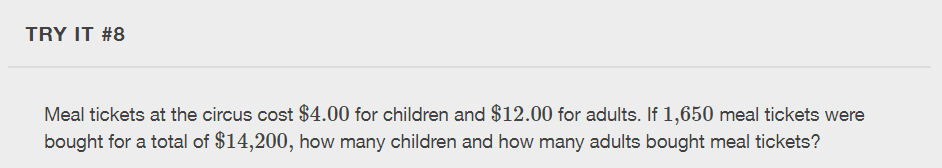 TRY IT #8
Meal tickets at the circus cost $4.00 for children and $12.00 for adults. If 1,650 meal tickets were
bought for a total of $14,200, how many children and how many adults bought meal tickets?